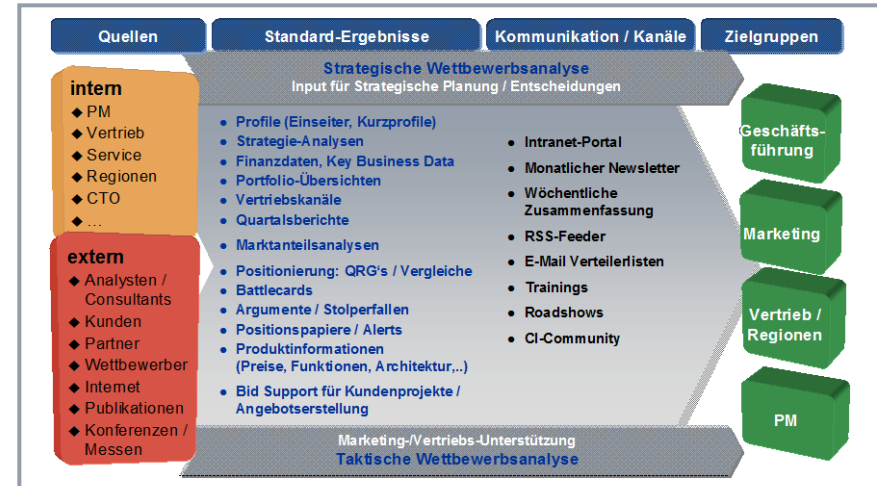 Quellen
Standard-Ergebnisse
Kommunikation / Kanäle
Zielgruppen
Strategische Wettbewerbsanalyse
Input für Strategische Planung / Entscheidungen
intern
◆ PM
◆ Vertrieb
◆ Service
◆ Regionen
◆ CTO
◆ ...
extern
◆ Analysten /
Consultants
◆ Kunden
◆ Partner
◆ Wettbewerber
◆ Internet
◆ Publikationen
◆ Konferenzen /
Messen
• Profile (Einseiter, Kurzprofile)
• Strategie-Analysen
• Finanzdaten, Key Business Data
• Portfolio-Übersichten
• Vertriebskanäle
• Quartalsberichte
• Marktanteilsanalysen
• Positionierung: QRG's / Vergleiche
• Battlecards
• Argumente / Stolperfallen
• Positionspapiere / Alerts
• Produktinformationen
(Preise, Funktionen, Architektur,..)
• Bid Support für Kundenprojekte /
Angebotserstellung
• Intranet-Portal
• Monatlicher Newsletter
• Wöchentliche
Zusammenfassung
• RSS-Feeder
• E-Mail Verteilerlisten
• Trainings
• Roadshows
• CI-Community
Geschäfts-
führung
Marketing
Vertrieb /
Regionen
PM
Marketing-/Vertriebs-Unterstützung
Taktische Wettbewerbsanalyse